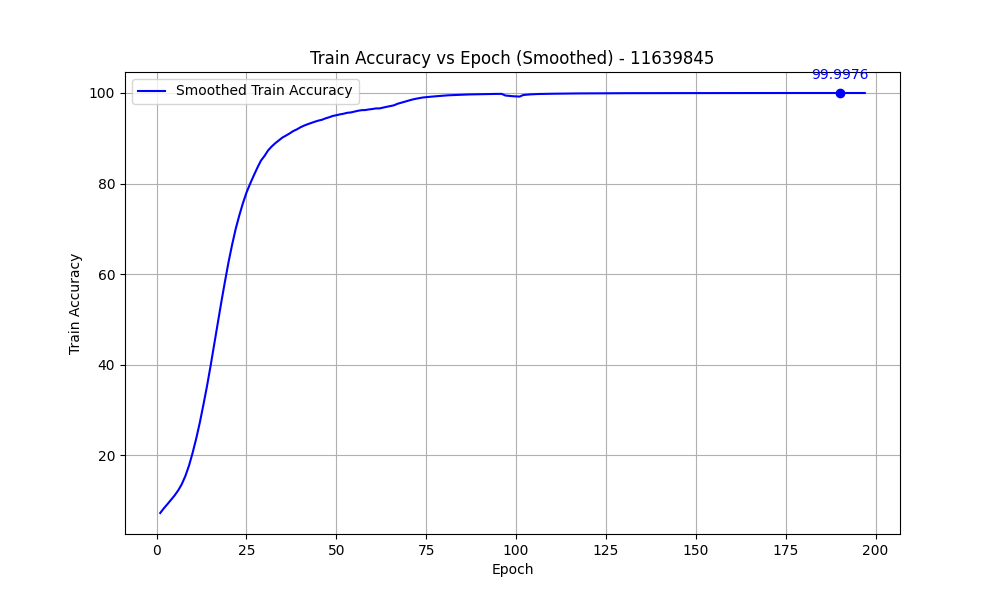 Train Accuracy vs Epoch (Smoothed) - 11639845
99.9976
Smoothed Train Accuracy
Train Accuracy
100
80
60
40
20
0 25 50 75 100 125 150 175 200
Epoch